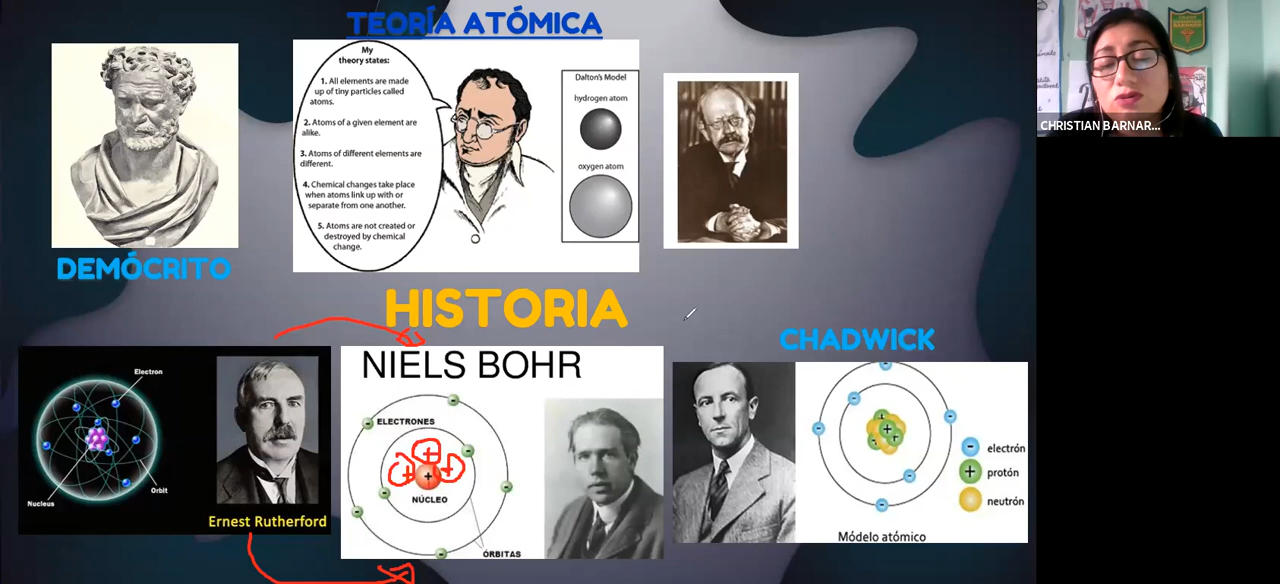 TEORÍA ATÓMICA
My
theory states:
1. All elements are made
up of tiny particles called
atoms.
2. Atoms of a given element are
alike.
3. Atoms of different elements are
different.
4. Chemical changes take place
when atoms link up with or
separate from one another.
5. Atoms are not created or
destroyed by chemical
change.
Dalton's Model
hydrogen atom
oxygen atom
CHRISTIAN BARNAR...
DEMÓCRITO
HISTORIA
CHADWICK
Electron
Nucleus
Orbit
Ernest Rutherford
NIELS BOHR
ELECTRONES
NÚCLEO
ÓRBITAS
electrón
protón
neutrón
Módelo atómico